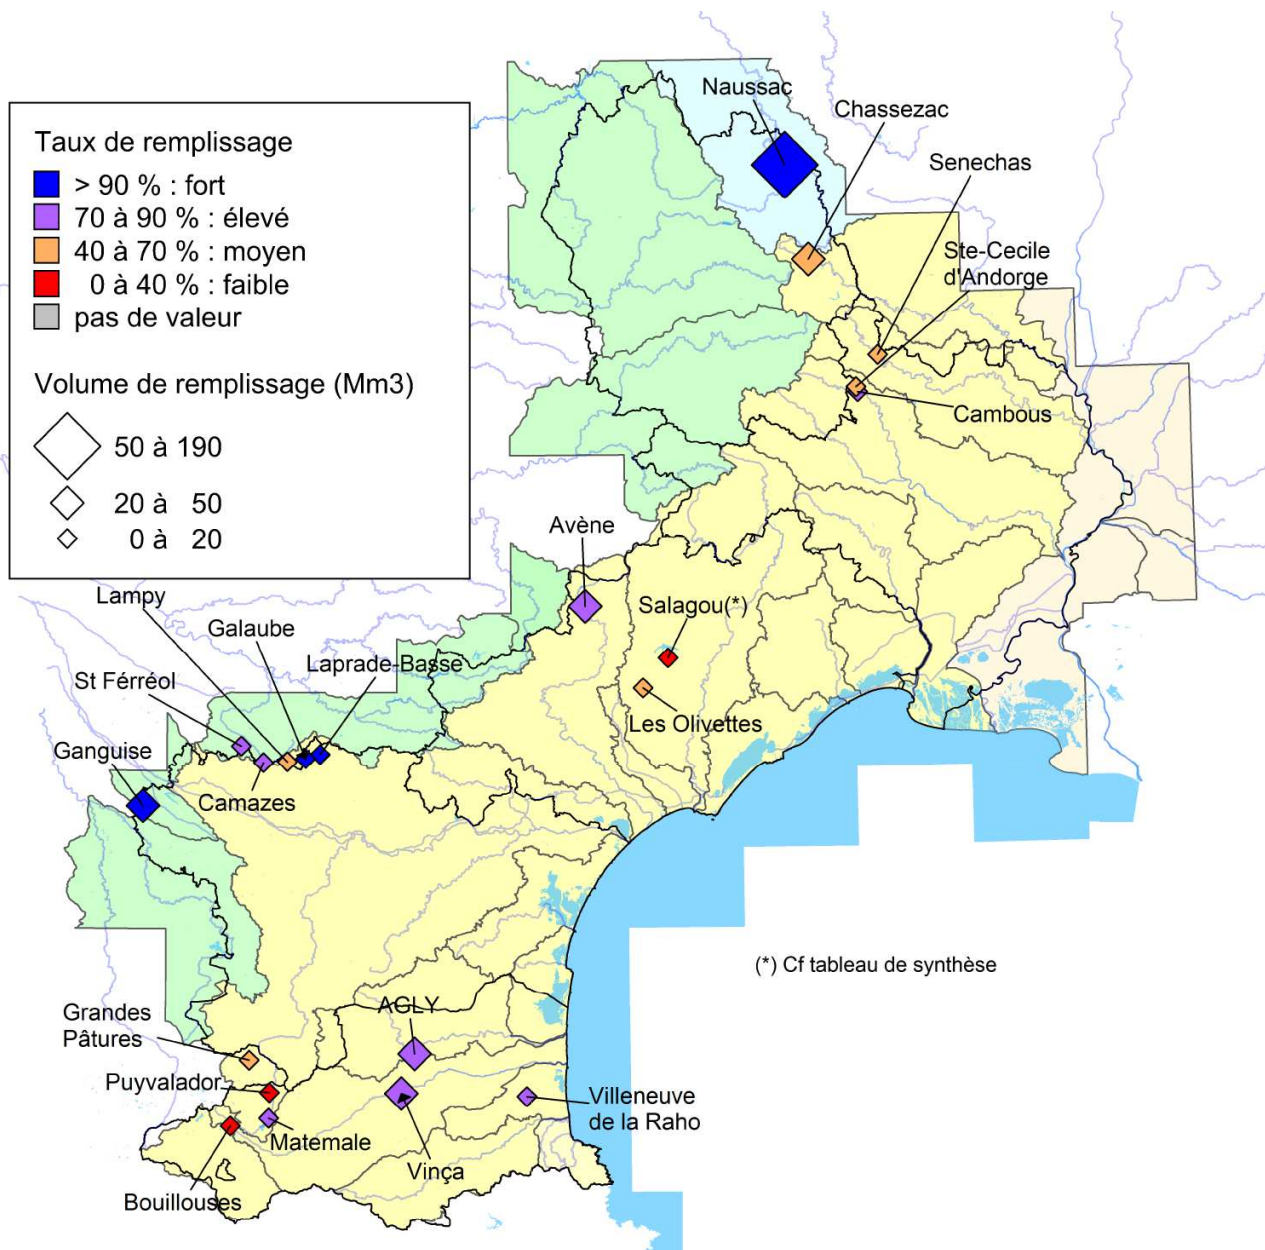 Taux de remplissage
> 90 % : fort
70 à 90 % : élevé
40 à 70 % : moyen
0 à 40 % : faible
pas de valeur
Volume de remplissage (Mm3)
50 à 190
20 à 50
0 à 20
Naussac
Chassezac
Senechas
Ste-Cecile
d'Andorge
Cambous
Avène
Salagou(*)
Les Olivettes
Lampy
Galaube
Laprade-Basse
St Férréol
Ganguise
Camazes
(*) Cf tableau de synthèse
Grandes
Pâtures
AGLY
Puyvalador
Villeneuve
de la Raho
Matemale
Vinça
Bouillouses